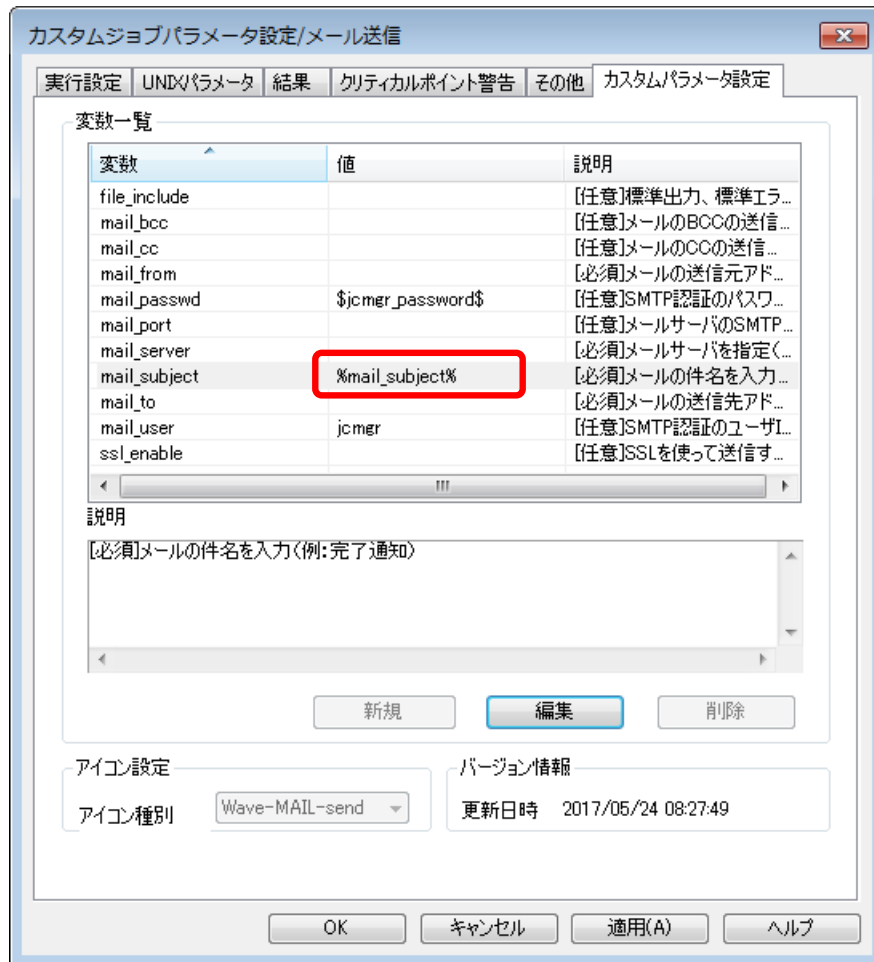 カスタムジョブパラメータ設定/メール送信
実行設定 UNIXパラメータ 結果 クリティカルポイント警告 その他 カスタムパラメータ設定
変数一覧
変数 値 説明
file_include [任意]標準出力、標準エラ...
mail_bcc [任意]メールのBCCの送信...
mail_cc [任意]メールのCCの送信...
mail_from [必須]メールの送信元アド...
mail_passwd $jcmgr_password$ [任意]SMTP認証のパスワ...
mail_port [任意]メールサーバのSMTP...
mail_server [必須]メールサーバを指定(...
mail_subject %mail_subject% [必須]メールの件名を入力...
mail_to [必須]メールの送信先アド...
mail_user jcmgr [任意]SMTP認証のユーザI...
ssl_enable [任意]SSLを使って送信す...
説明
[必須]メールの件名を入力(例:完了通知)
新規 編集 削除
アイコン設定 バージョン情報
アイコン種別 Wave-MAIL-send 更新日時 2017/05/24 08:27:49
OK キャンセル 適用(A) ヘルプ